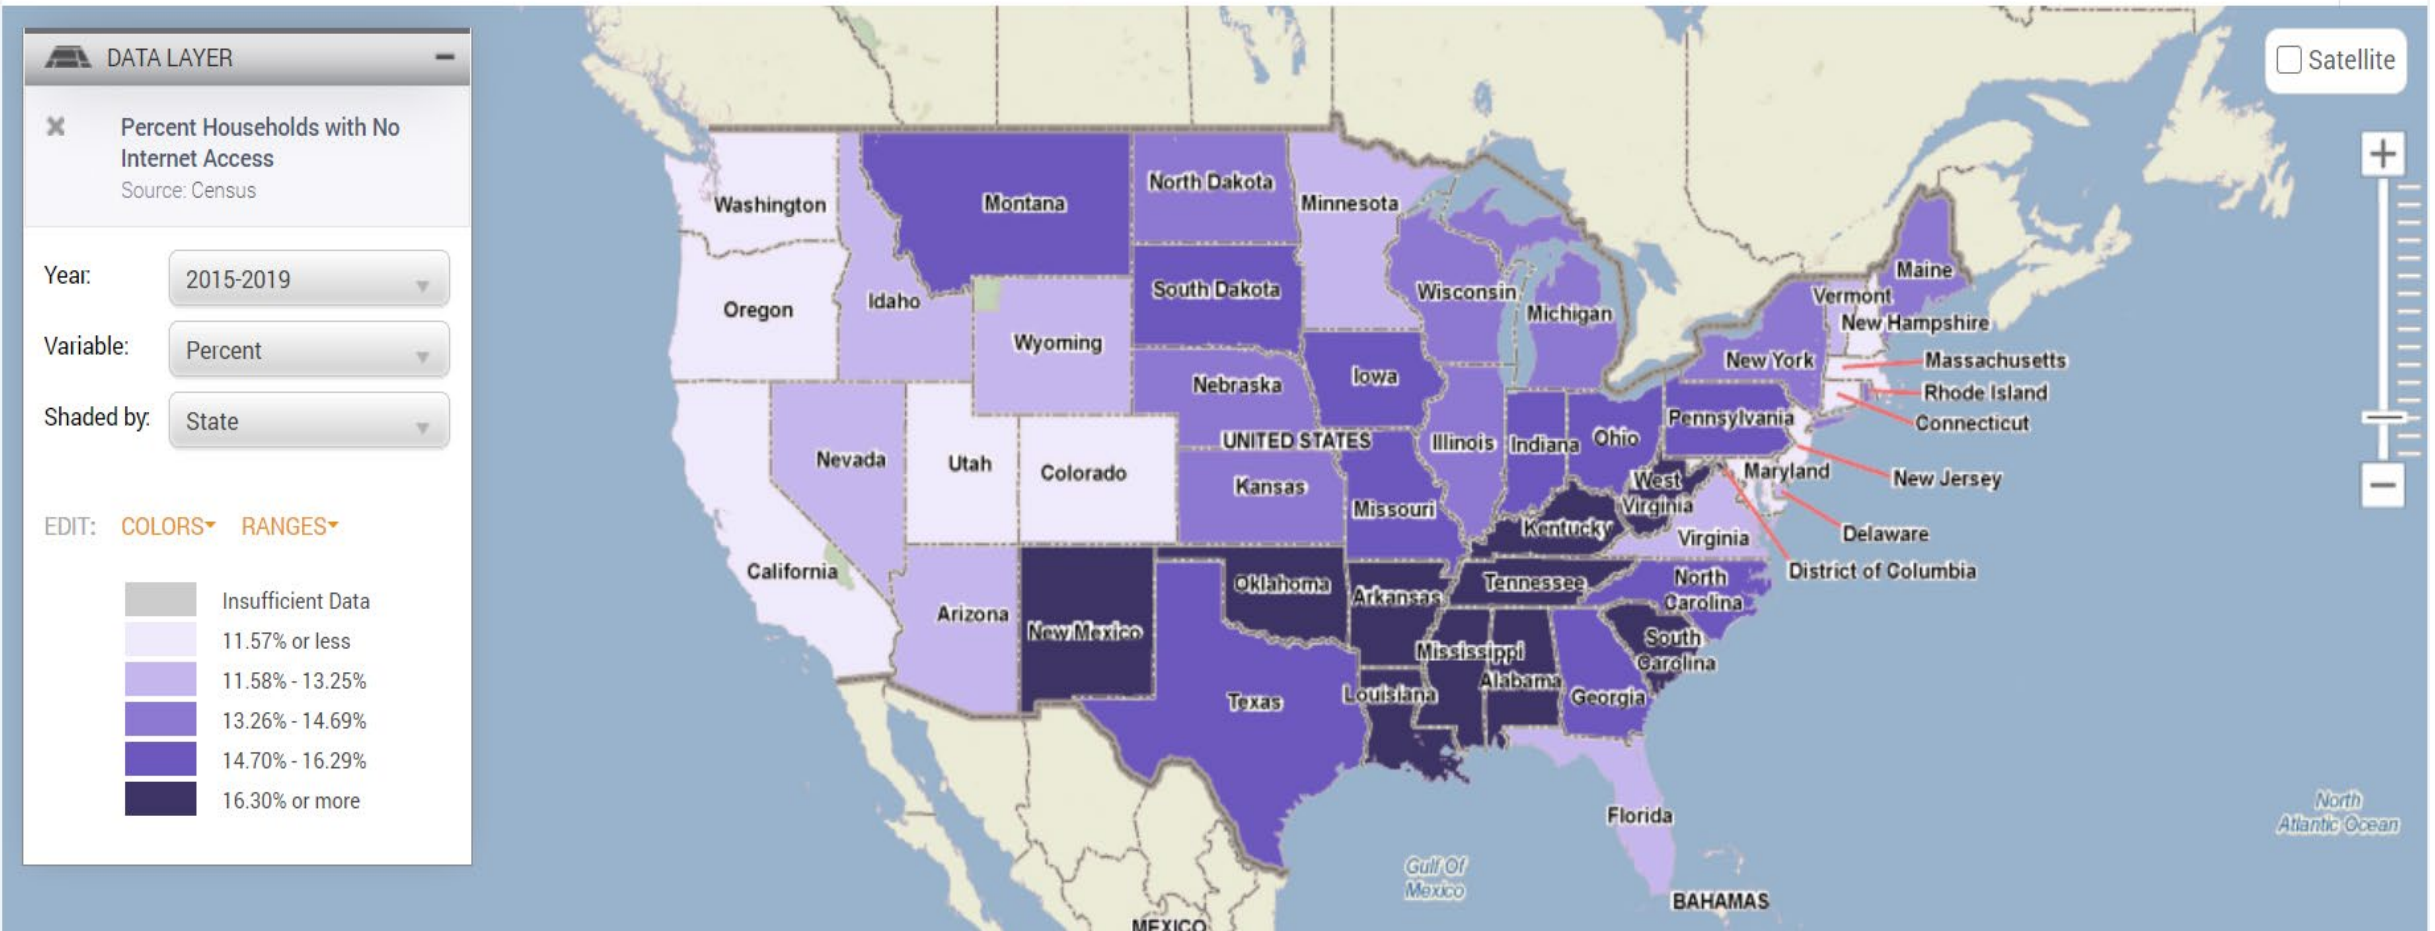 DATA LAYER
Percent Households with No
Internet Access
Source: Census
Year:
2015-2019
Variable:
Percent
Shaded by:
State
EDIT: COLORS RANGES
Insufficient Data
11.57% or less
11.58% - 13.25%
13.26% - 14.69%
14.70% - 16.29%
16.30% or more
Satellite
Washington
Montana
North Dakota
Minnesota
Oregon
Idaho
South Dakota
Wisconsin
Michigan
Maine
Vermont
New Hampshire
Wyoming
Nebraska
Iowa
New York
Massachusetts
Rhode Island
Connecticut
Pennsylvania
UNITED STATES
Nevada
Utah
Colorado
Kansas
Illinois
Indiana
Ohio
Missouri
West
Virginia
Maryland
New Jersey
Kentucky
Virginia
Delaware
District of Columbia
California
Arizona
New Mexico
Oklahoma
Arkansas
Tennessee
North
Carolina
South
Carolina
Mississippi
Alabama
Georgia
Louisiana
Texas
Florida
Gulf Of
Mexico
North
Atlantic Ocean
BAHAMAS
MEXICO